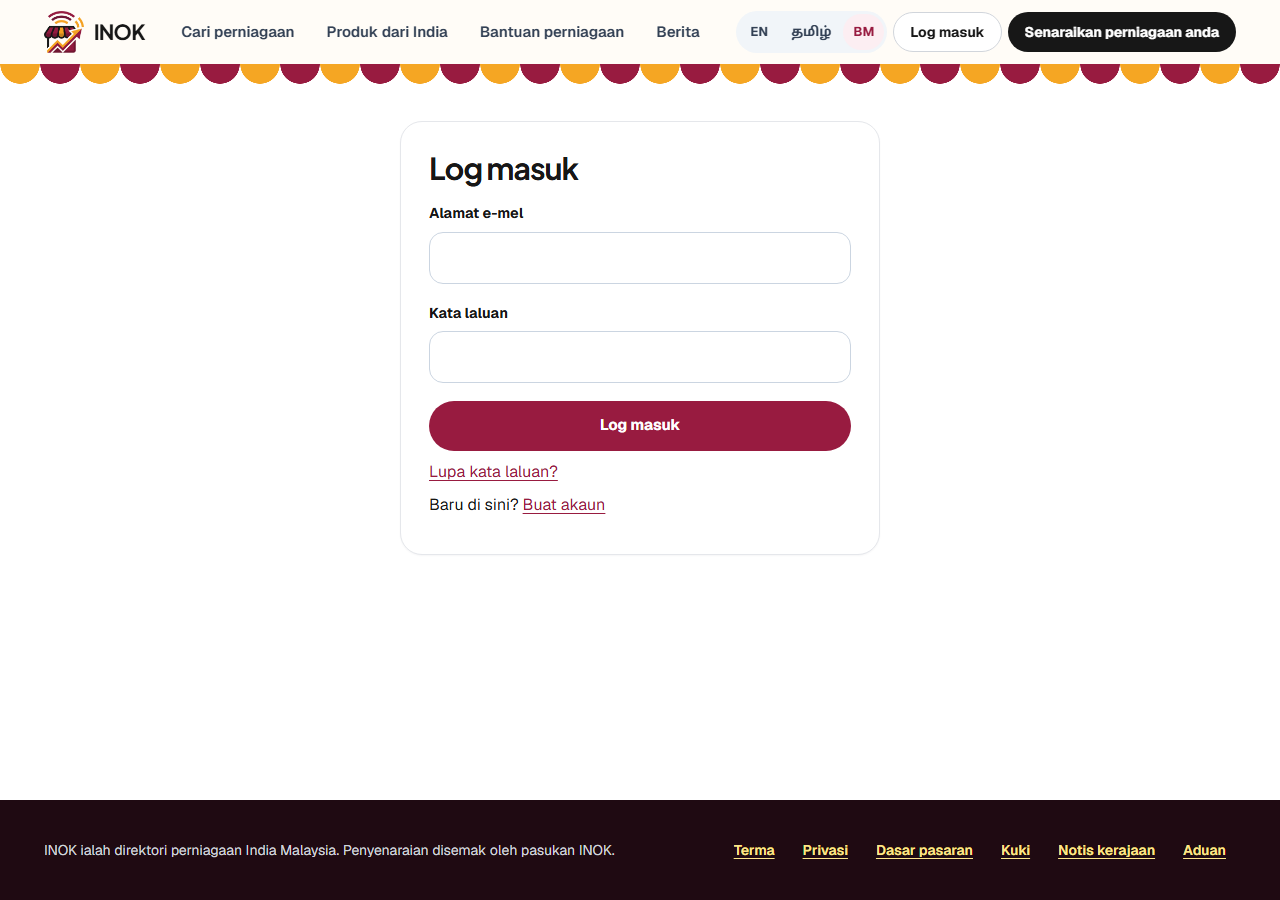 INOK
Cari perniagaan
Produk dari India
Bantuan perniagaan
Berita
EN
தமிழ்
BM
Log masuk
Senaraikan perniagaan anda
Log masuk
Alamat e-mel
Kata laluan
Log masuk
Lupa kata laluan?
Baru di sini? Buat akaun
INOK ialah direktori perniagaan India Malaysia. Penyenaraian disemak oleh pasukan INOK.
Terma
Privasi
Dasar pasaran
Kuki
Notis kerajaan
Aduan